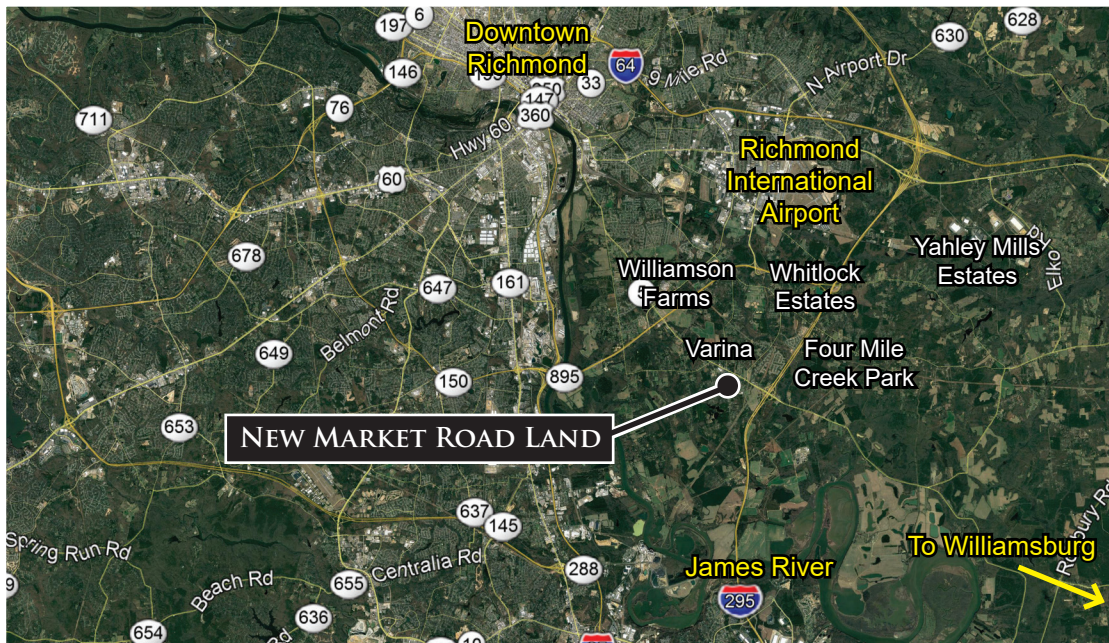 6
197
Downtown
Richmond
628
630
N Airport Dr
64
33
146
9 Mile Rd
76
147
360
711
Hwy 60
60
Richmond
International
Airport
Yahley Mills
Estates
678
Williamson
Farms
Whitlock
Estates
647
161
Belmont Rd
649
Varina
Four Mile
Creek Park
150
895
653
New Market Road Land
637
145
Spring Run Rd
Centralia Rd
To Williamsburg
James River
288
Beach Rd
655
295
636
654